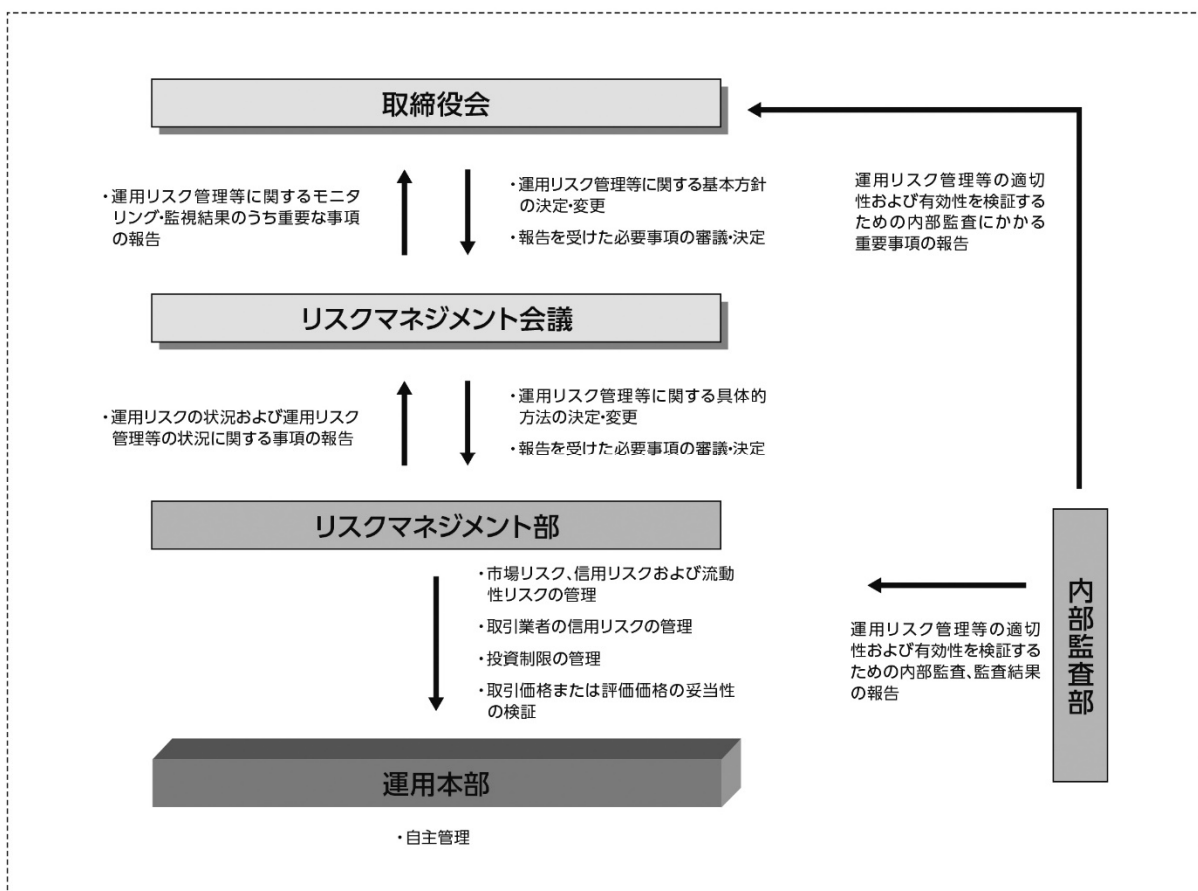 取締役会
・運用リスク管理等に関するモニ
タリング・監視結果のうち重要な事項
の報告
・運用リスク管理等に関する基本方針
の決定・変更
・報告を受けた必要事項の審議・決定
運用リスク管理等の適切
性および有効性を検証する
ための内部監査にかかる
重要事項の報告
リスクマネジメント会議
・運用リスクの状況および運用リスク
管理等の状況に関する事項の報告
・運用リスク管理等に関する具体的
方法の決定・変更
・報告を受けた必要事項の審議・決定
リスクマネジメント部
・市場リスク、信用リスクおよび流動
性リスクの管理
・取引業者の信用リスクの管理
・投資制限の管理
・取引価格または評価価格の妥当性
の検証
運用リスク管理等の適切
性および有効性を検証する
ための内部監査、監査結果
の報告
内部監査部
運用本部
・自主管理